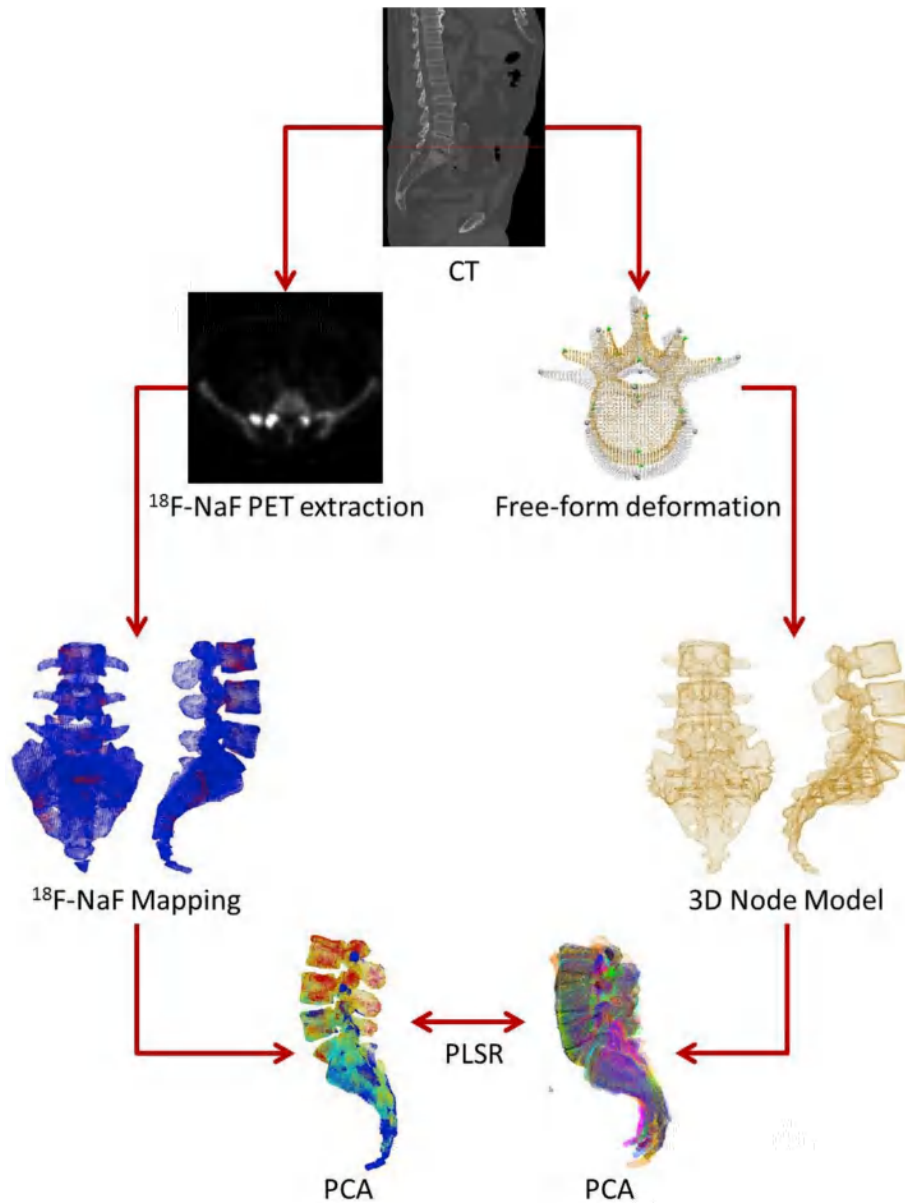 CT
¹⁸F-NaF PET extraction
Free-form deformation
¹⁸F-NaF Mapping
3D Node Model
PLSR
PCA
PCA